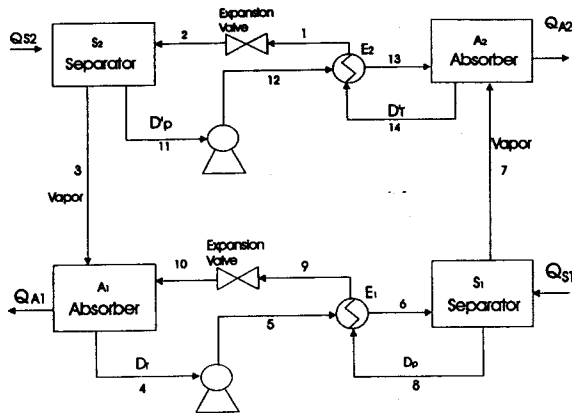 QS2
S2
Separator
2
Expansion
Valve
1
E2
13
A2
Absorber
QA2
12
D'p
11
D'r
14
3
Vapor
Vapor
7
QA1
A1
Absorber
10
Expansion
Valve
9
E1
6
S1
Separator
QS1
5
Dr
4
Dp
8